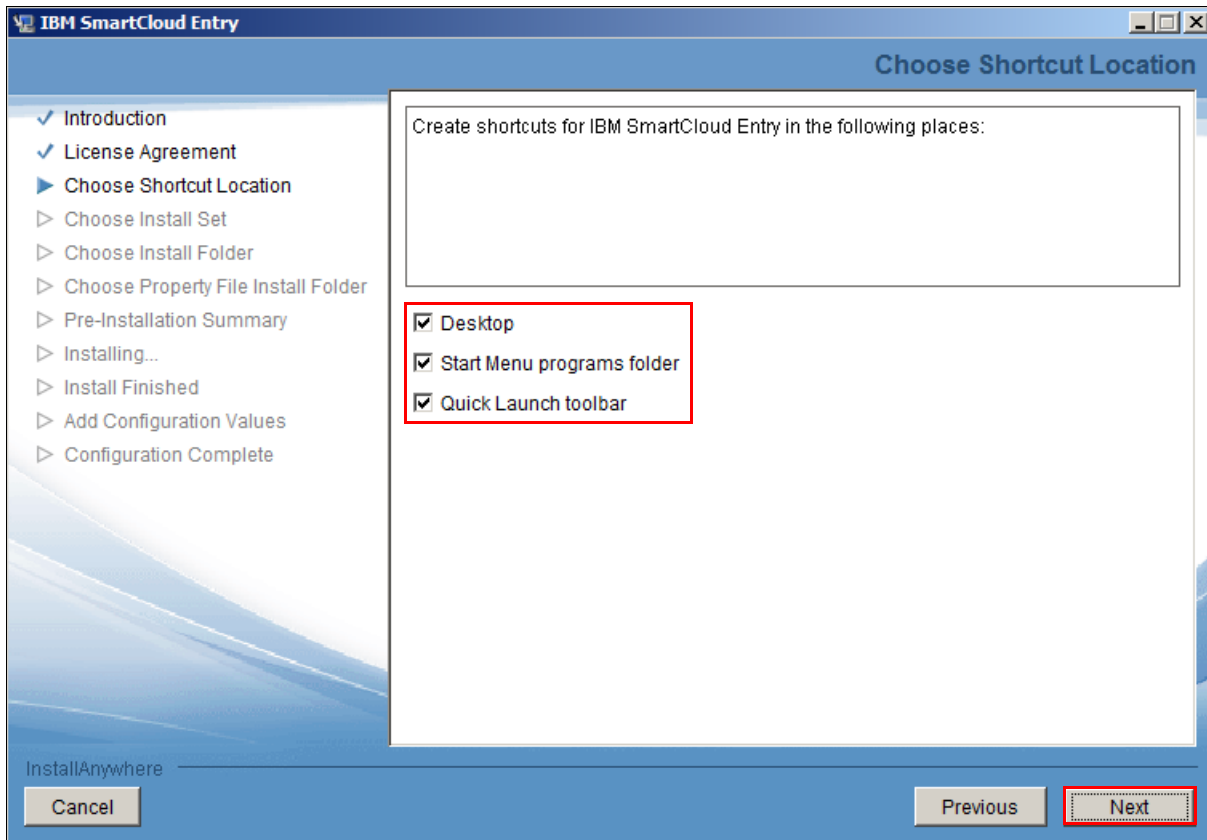 IBM SmartCloud Entry
Choose Shortcut Location
Introduction
License Agreement
Choose Shortcut Location
Choose Install Set
Choose Install Folder
Choose Property File Install Folder
Pre-Installation Summary
Installing...
Install Finished
Add Configuration Values
Configuration Complete
Create shortcuts for IBM SmartCloud Entry in the following places:
Desktop
Start Menu programs folder
Quick Launch toolbar
InstallAnywhere
Cancel
Previous
Next